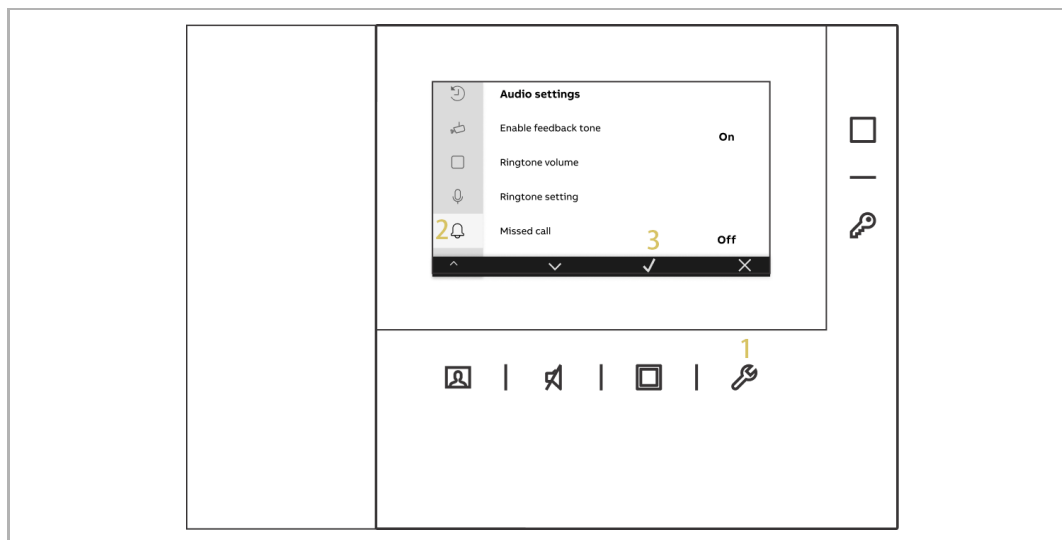 Audio settings
Enable feedback tone
On
Ringtone volume
Ringtone setting
2
Missed call
3
Off
1